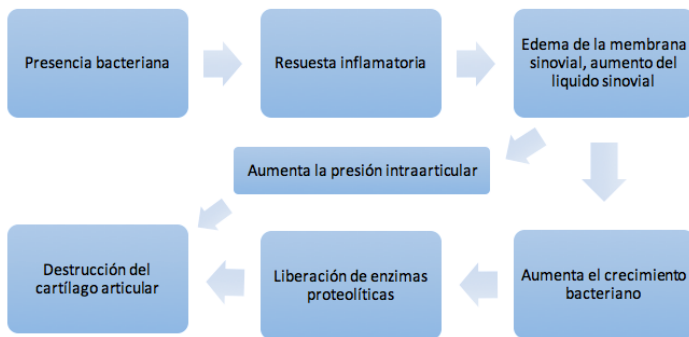 Presencia bacteriana
Resuesta inflamatoria
Edema de la membrana
sinovial, aumento del
liquido sinovial
Aumenta la presión intraarticular
Aumenta el crecimiento
bacteriano
Liberación de enzimas
proteolíticas
Destrucción del
cartílago articular